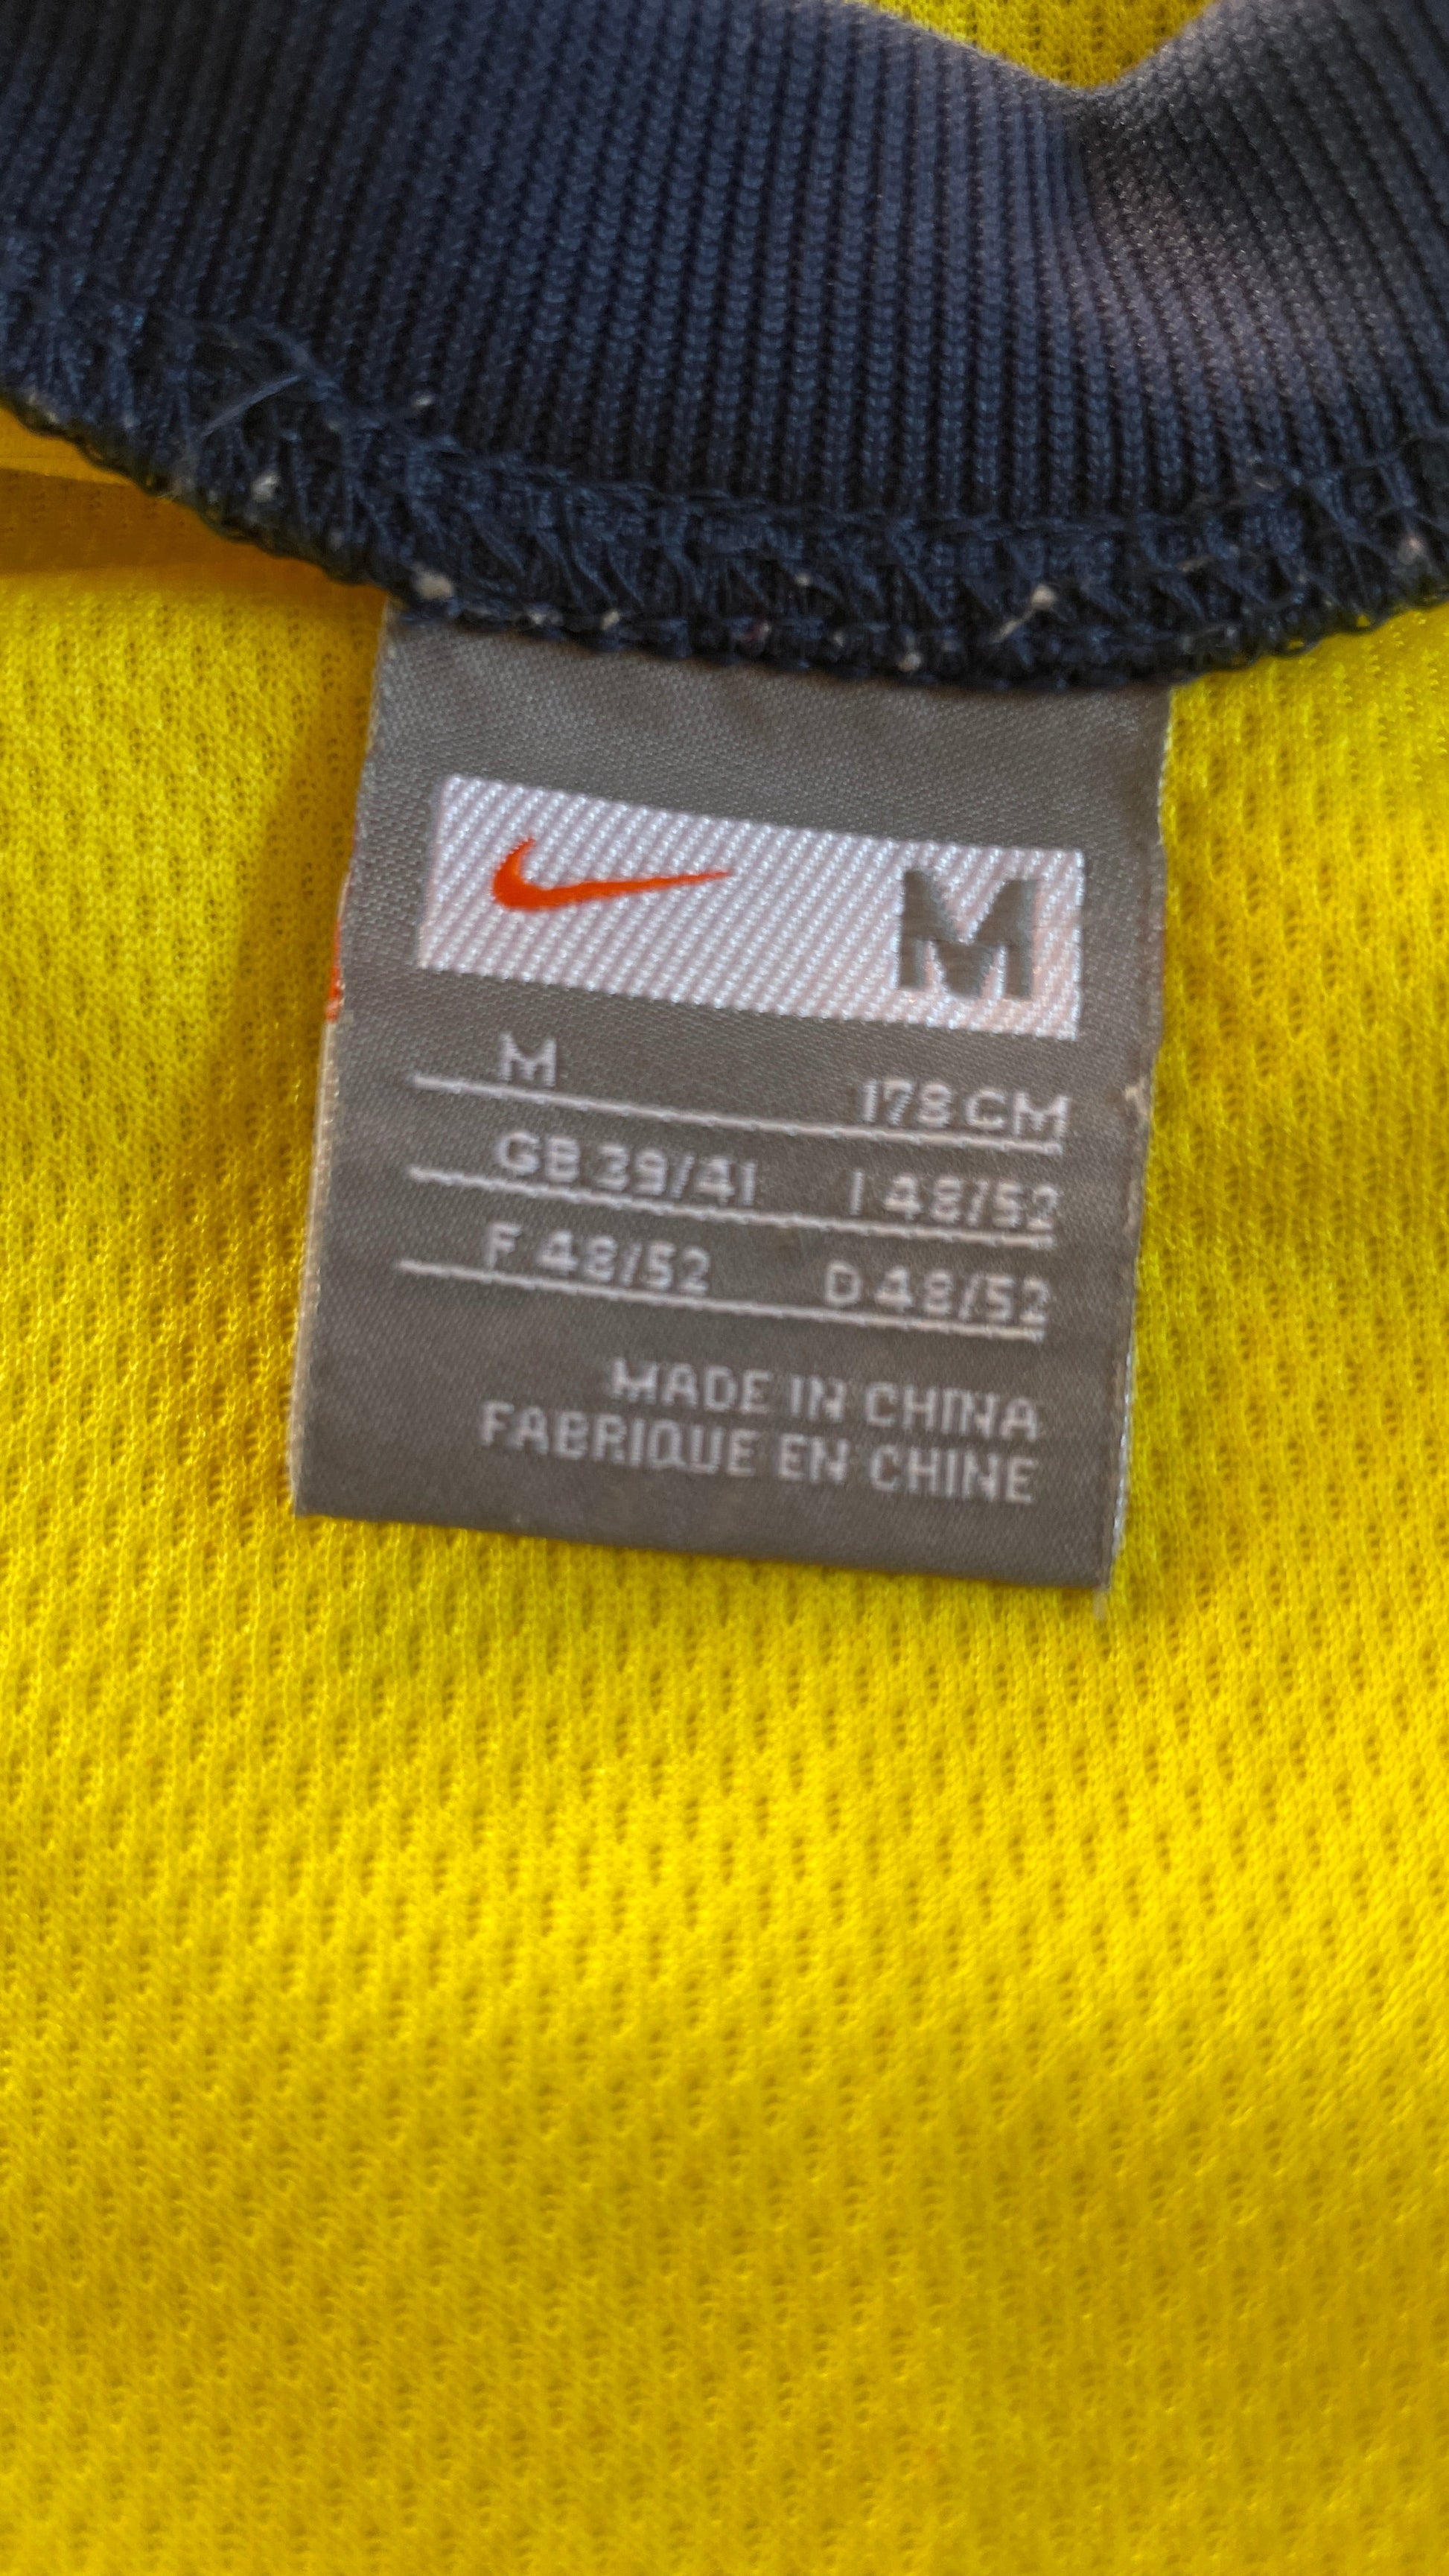 M
M 178 CM
GB 39/41 I 48/52
F 48/52 D 48/52
MADE IN CHINA
FABRIQUE EN CHINE